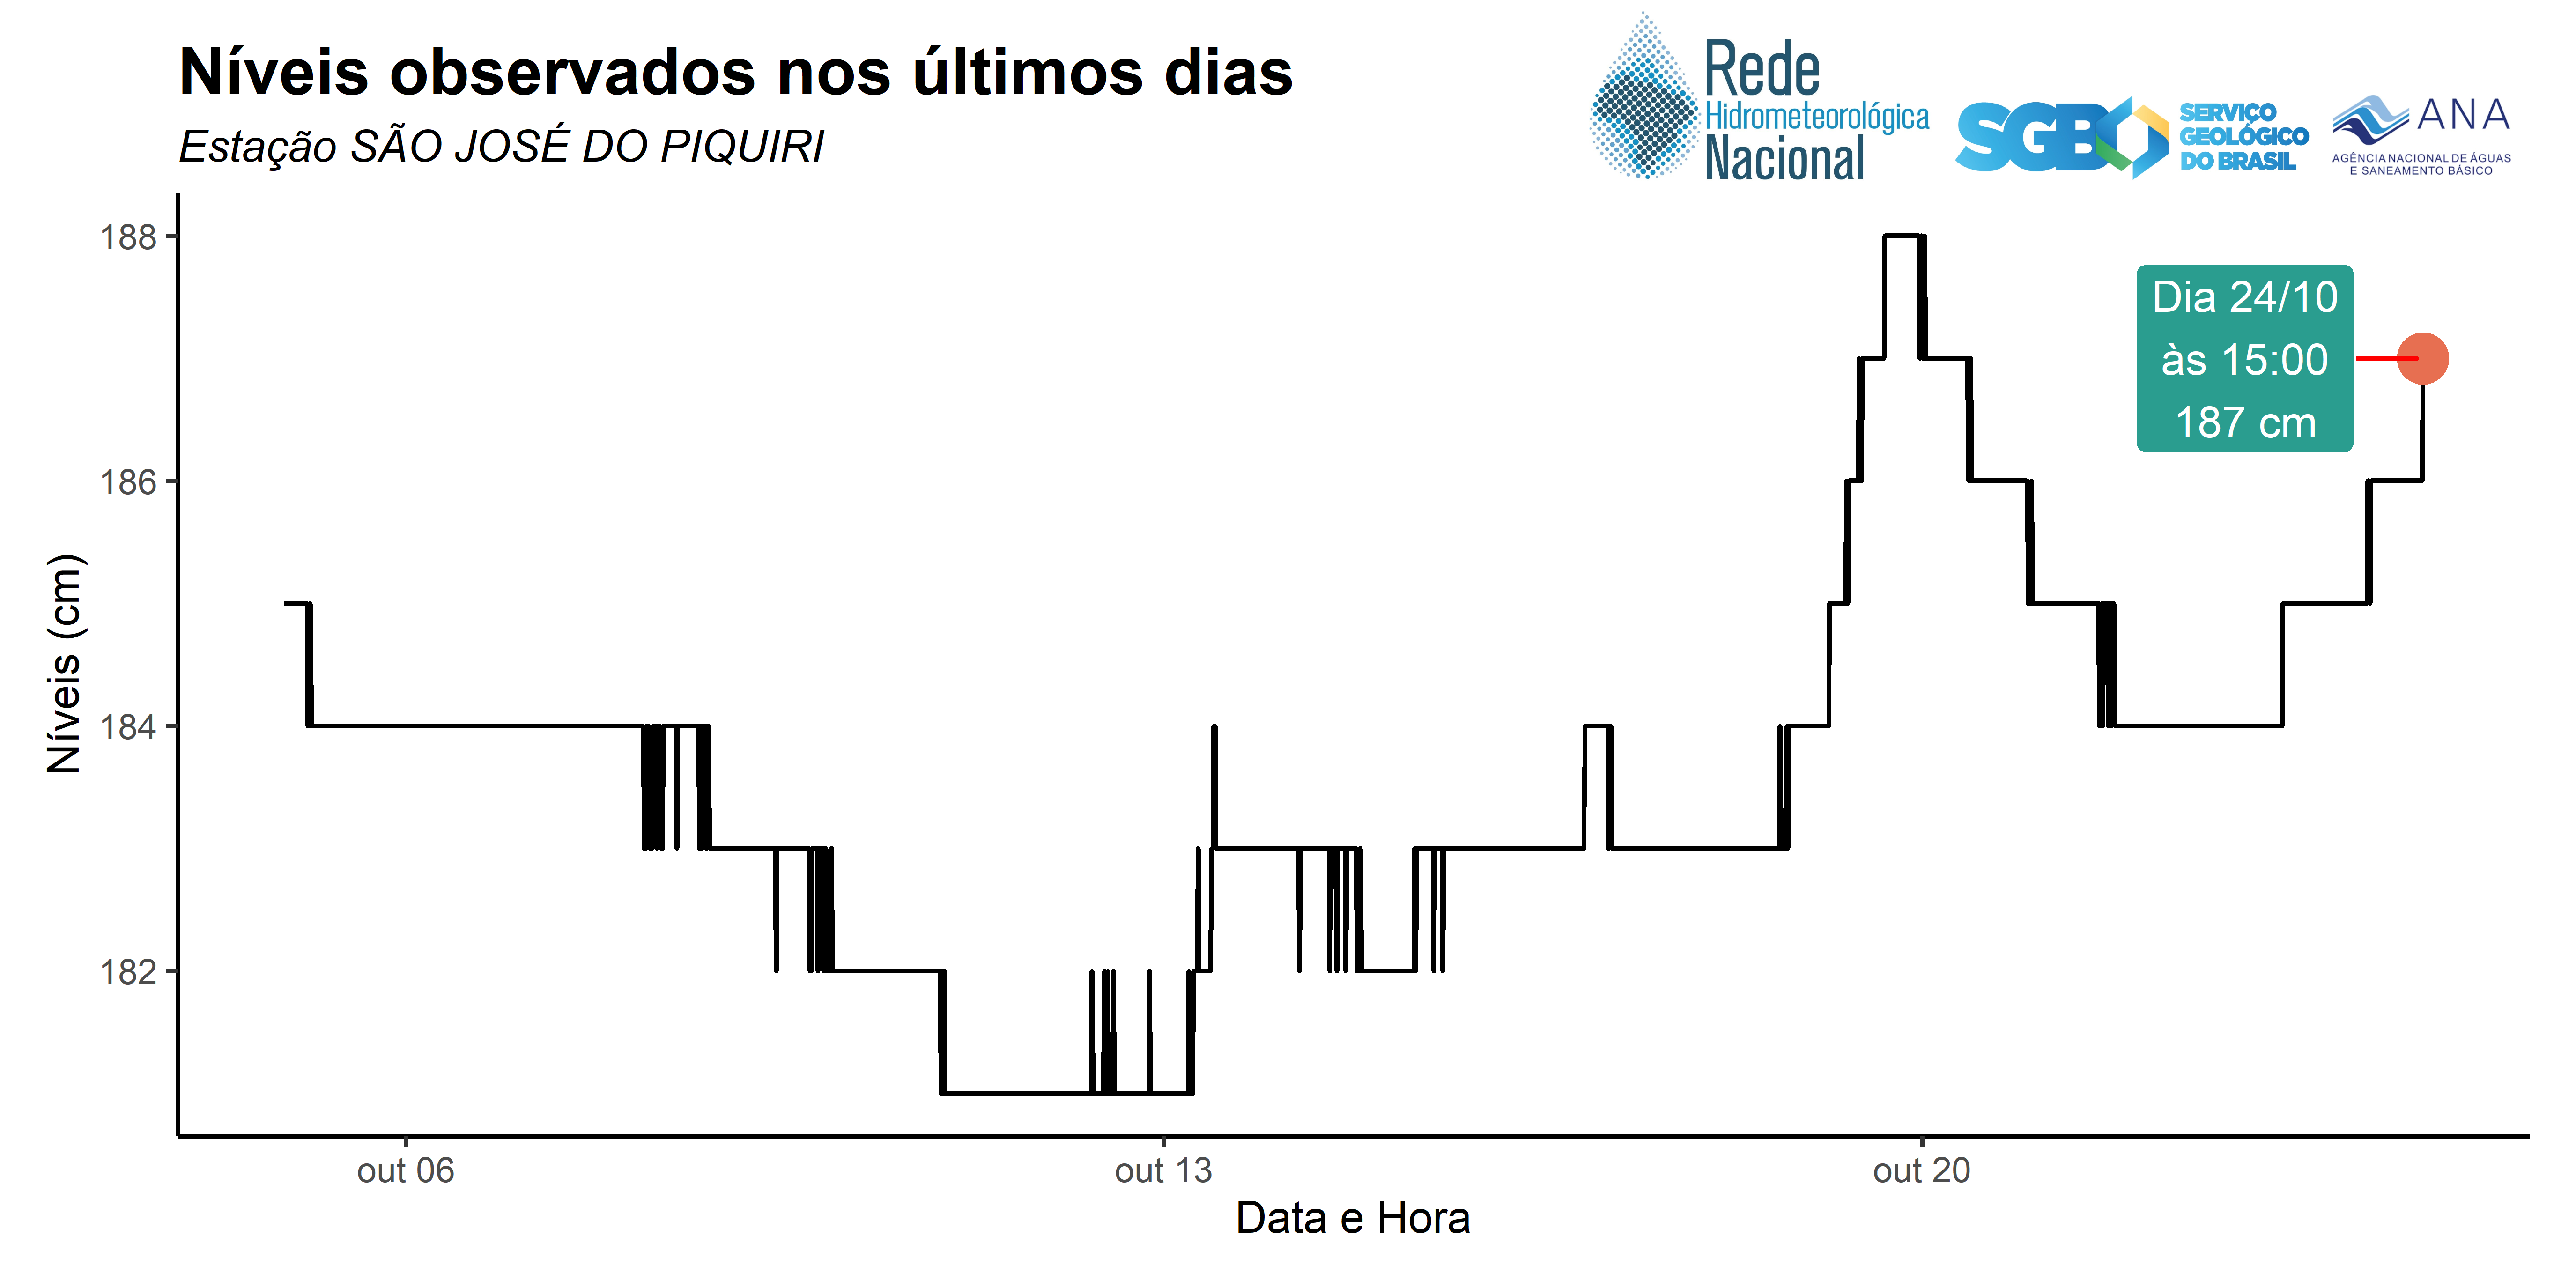 Níveis observados nos últimos dias
Estação SÃO JOSÉ DO PIQUIRI
Rede
Hidrometeorológica
Nacional
SGB
SERVIÇO
GEOLÓGICO
DO BRASIL
ANA
AGÊNCIA NACIONAL DE ÁGUAS
E SANEAMENTO BÁSICO
188
186
184
182
Níveis (cm)
Dia 24/10
às 15:00
187 cm
out 06
out 13
out 20
Data e Hora